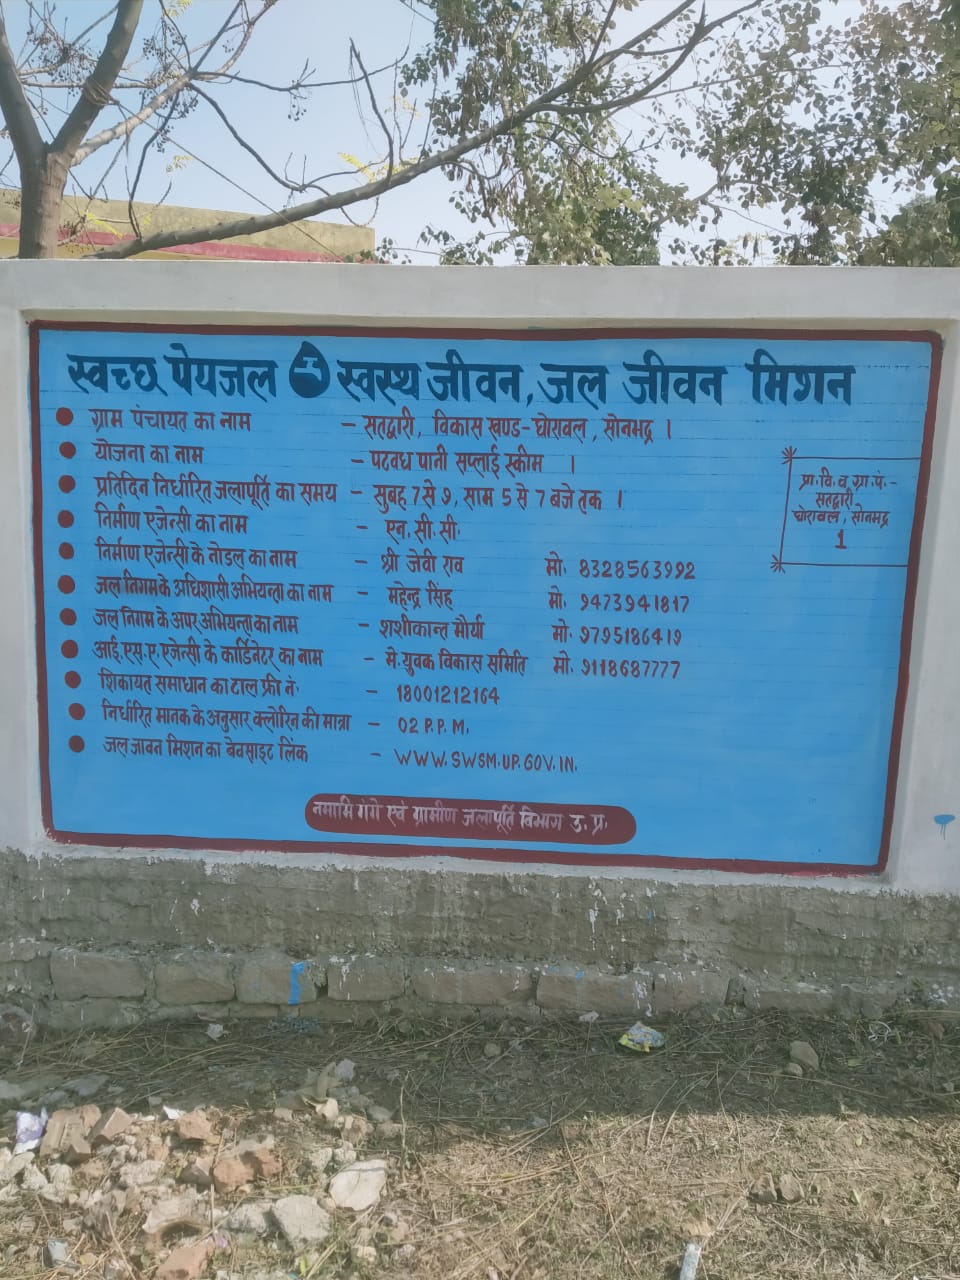 स्वच्छ पेयजल स्वस्थ जीवन, जल जीवन मिशन
ग्राम पंचायत का नाम – सतद्वारी, विकास खण्ड-घोरावल, सोनभद्र ।
योजना का नाम – पटवध पानी सप्लाई स्कीम ।
प्रतिदिन निर्धारित जलापूर्ति का समय – सुबह 7 से 9, साम 5 से 7 बजे तक ।
निर्माण एजेन्सी का नाम – एन. सी. सी.
निर्माण एजेन्सी के नोडल का नाम – श्री जेवी राव मो. 8328563992
जल निगम के अधिशासी अभियन्ता का नाम – महेन्द्र सिंह मो. 9473941817
जल निगम के अपर अभियन्ता का नाम – शशीकान्त मौर्या मो. 9795186419
आई.एस.ए. एजेन्सी के कार्डिनेटर का नाम – मे. युवक विकास समिति मो. 9118687777
शिकायत समाधान का टाल फ्री नं. – 18001212164
निर्धारित मानक के अनुसार क्लोरिन की मात्रा – 02 P.P.M.
जल जावन मिशन का बेवसाइट लिंक – WWW.SWSM.UP.GOV.IN.
प्रा. वि. व ग्रा. पं.-
सतद्वारी
घोरावल, सोनभद्र
1
नमामि गंगे एवं ग्रामीण जलापूर्ति विभाग उ. प्र.